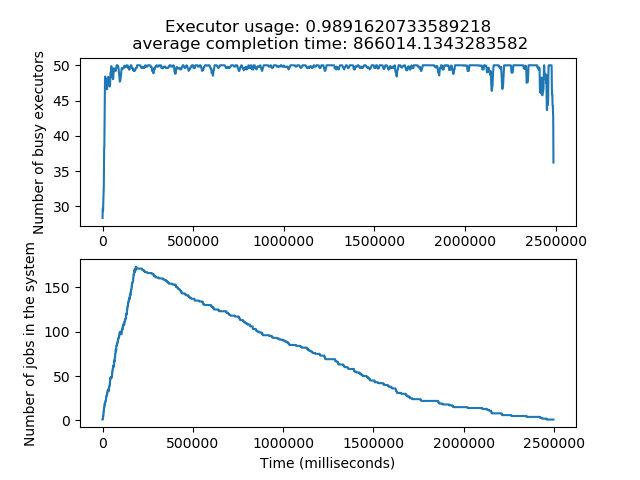 Executor usage: 0.9891620733589218
average completion time: 866014.1343283582
Number of busy executors
50
45
40
35
30
0 500000 1000000 1500000 2000000 2500000
Number of jobs in the system
150
100
50
0
0 500000 1000000 1500000 2000000 2500000
Time (milliseconds)